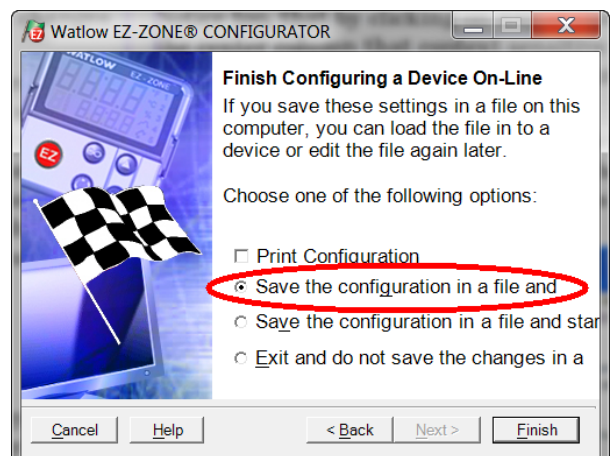 Watlow EZ-ZONE® CONFIGURATOR
WATLOW EZ-ZONE
EZ
Finish Configuring a Device On-Line
If you save these settings in a file on this
computer, you can load the file in to a
device or edit the file again later.
Choose one of the following options:
Print Configuration
Save the configuration in a file and
Save the configuration in a file and star
Exit and do not save the changes in a
Cancel Help < Back Next > Finish